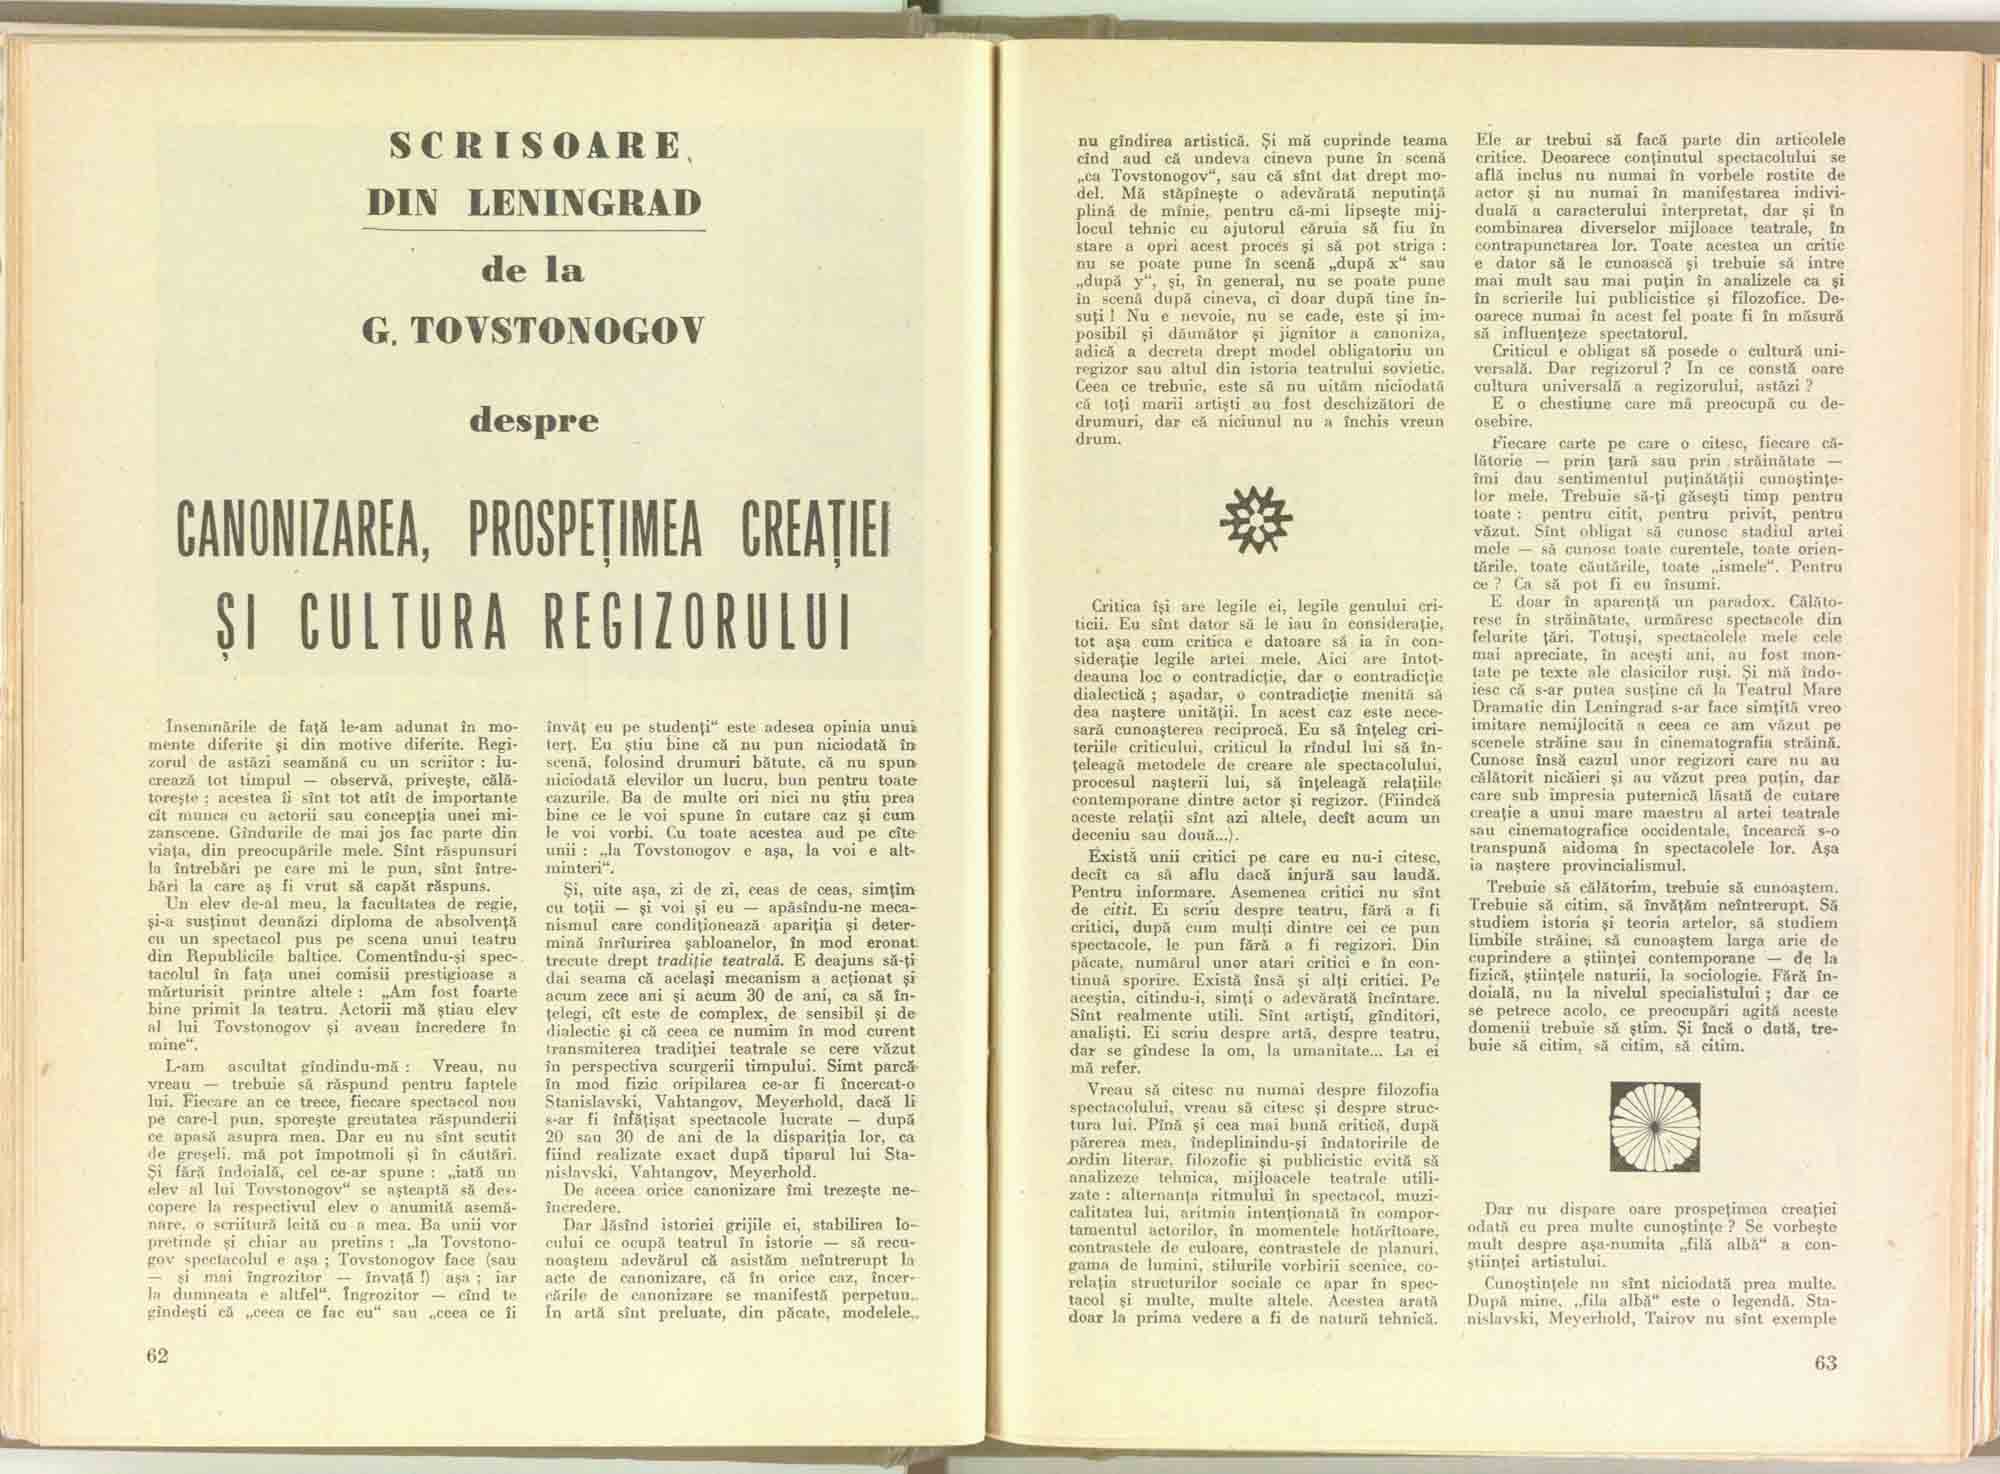 SCRISOARE
DIN LENINGRAD
de la
G. TOVSTONOGOV
despre
CANONIZAREA, PROSPEȚIMEA CREAȚIEI
ȘI CULTURA REGIZORULUI
Însemnările de față le-am adunat în mo-
mente diferite și din motive diferite. Regi-
zorul de astăzi seamănă cu un scriitor : lu-
crează tot timpul — observă, privește, călă-
torește ; acestea îi sînt tot atît de importante
cît munca cu actorii sau concepția unei mi-
zanscene. Gîndurile de mai jos fac parte din
viața, din preocupările mele. Sînt răspunsuri
la întrebări pe care mi le pun, sînt între-
bări la care aș fi vrut să capăt răspuns.
Un elev de-al meu, la facultatea de regie,
și-a susținut deunăzi diploma de absolvență
cu un spectacol pus pe scena unui teatru
din Republicile baltice. Comentîndu-și spec-
tacolul în fața unei comisii prestigioase a
mărturisit printre altele : „Am fost foarte
bine primit la teatru. Actorii mă știau elev
al lui Tovstonogov și aveau încredere în
mine“.
L-am ascultat gîndindu-mă : Vreau, nu
vreau — trebuie să răspund pentru faptele
lui. Fiecare an ce trece, fiecare spectacol nou
pe care-l pun, sporește greutatea răspunderii
ce apasă asupra mea. Dar eu nu sînt scutit
de greșeli, mă pot împotmoli și în căutări.
Și fără îndoială, cel ce-ar spune : „iată un
elev al lui Tovstonogov“ se așteaptă să des-
copere la respectivul elev o anumită asemă-
nare, o scriitură leită cu a mea. Ba unii vor
pretinde și chiar au pretins : „la Tovstono-
gov spectacolul e așa ; Tovstonogov face (sau
— și mai îngrozitor — învață !) așa ; iar
la dumneata e altfel“. Îngrozitor — cînd te
gîndești că „ceea ce fac eu“ sau „ceea ce îi
învăț eu pe studenți“ este adesea opinia unui
terț. Eu știu bine că nu pun niciodată în
scenă, folosind drumuri bătute, că nu spun
niciodată elevilor un lucru, bun pentru toate
cazurile. Ba de multe ori nici nu știu prea
bine ce le voi spune în cutare caz și cum
le voi vorbi. Cu toate acestea aud pe cîte
unii : „la Tovstonogov e așa, la voi e alt-
minteri“.
Și, uite așa, zi de zi, ceas de ceas, simțim
cu toții — și voi și eu — apăsîndu-ne meca-
nismul care condiționează apariția și deter-
mină înrîurirea șabloanelor, în mod eronat
trecute drept tradiție teatrală. E deajuns să-ți
dai seama că același mecanism a acționat și
acum zece ani și acum 30 de ani, ca să în-
țelegi, cît este de complex, de sensibil și de
dialectic și că ceea ce numim în mod curent
transmiterea tradiției teatrale se cere văzut
în perspectiva scurgerii timpului. Simt parcă
în mod fizic oripilarea ce-ar fi încercat-o
Stanislavski, Vahtangov, Meyerhold, dacă li
s-ar fi înfățișat spectacole lucrate — după
20 sau 30 de ani de la dispariția lor, ca
fiind realizate exact după tiparul lui Sta-
nislavski, Vahtangov, Meyerhold.
De aceea orice canonizare îmi trezește ne-
încredere.
Dar lăsînd istoriei grijile ei, stabilirea lo-
cului ce ocupă teatrul în istorie — să recu-
noaștem adevărul că asistăm neîntrerupt la
acte de canonizare, că în orice caz, încer-
cările de canonizare se manifestă perpetuu.
În artă sînt preluate, din păcate, modelele,
62
nu gîndirea artistică. Și mă cuprinde teama
cînd aud că undeva cineva pune în scenă
„ca Tovstonogov“, sau că sînt dat drept mo-
del. Mă stăpînește o adevărată neputință
plină de mînie, pentru că-mi lipsește mij-
locul tehnic cu ajutorul căruia să fiu în
stare a opri acest proces și să pot striga :
nu se poate pune în scenă „după x“ sau
„după y“, și, în general, nu se poate pune
în scenă după cineva, ci doar după tine în-
suți ! Nu e nevoie, nu se cade, este și im-
posibil și dăunător și jignitor a canoniza,
adică a decreta drept model obligatoriu un
regizor sau altul din istoria teatrului sovietic.
Ceea ce trebuie, este să nu uităm niciodată
că toți marii artiști au fost deschizători de
drumuri, dar că niciunul nu a închis vreun
drum.
Critica își are legile ei, legile genului cri-
ticii. Eu sînt dator să le iau în considerație,
tot așa cum critica e datoare să ia în con-
siderație legile artei mele. Aici are întot-
deauna loc o contradicție, dar o contradicție
dialectică ; așadar, o contradicție menită să
dea naștere unității. În acest caz este nece-
sară cunoașterea reciprocă. Eu să înțeleg cri-
teriile criticului, criticul la rîndul lui să în-
țeleagă metodele de creare ale spectacolului,
procesul nașterii lui, să înțeleagă relațiile
contemporane dintre actor și regizor. (Fiindcă
aceste relații sînt azi altele, decît acum un
deceniu sau două...).
Există unii critici pe care eu nu-i citesc,
decît ca să aflu dacă injură sau laudă.
Pentru informare. Asemenea critici nu sînt
de citit. Ei scriu despre teatru, fără a fi
critici, după cum mulți dintre cei ce pun
spectacole, le pun fără a fi regizori. Din
păcate, numărul unor atari critici e în con-
tinuă sporire. Există însă și alți critici. Pe
aceștia, citindu-i, simți o adevărată încîntare.
Sînt realmente utili. Sînt artiști, gînditori,
analiști. Ei scriu despre artă, despre teatru,
dar se gîndesc la om, la umanitate... La ei
mă refer.
Vreau să citesc nu numai despre filozofia
spectacolului, vreau să citesc și despre struc-
tura lui. Pînă și cea mai bună critică, după
părerea mea, îndeplinindu-și îndatoririle de
ordin literar, filozofic și publicistic evită să
analizeze tehnica, mijloacele teatrale utili-
zate : alternanța ritmului în spectacol, muzi-
calitatea lui, aritmia intenționată în compor-
tamentul actorilor, în momentele hotărîtoare,
contrastele de culoare, contrastele de planuri,
gama de lumini, stilurile vorbirii scenice, co-
relația structurilor sociale ce apar în spec-
tacol și multe, multe altele. Acestea arată
doar la prima vedere a fi de natură tehnică.
Ele ar trebui să facă parte din articolele
critice. Deoarece conținutul spectacolului se
află inclus nu numai în vorbele rostite de
actor și nu numai în manifestarea indivi-
duală a caracterului interpretat, dar și în
combinarea diverselor mijloace teatrale, în
contrapunctarea lor. Toate acestea un critic
e dator să le cunoască și trebuie să intre
mai mult sau mai puțin în analizele ca și
în scrierile lui publicistice și filozofice. De-
oarece numai în acest fel poate fi în măsură
să influențeze spectatorul.
Criticul e obligat să posede o cultură uni-
versală. Dar regizorul ? În ce constă oare
cultura universală a regizorului, astăzi ?
E o chestiune care mă preocupă cu de-
osebire.
Fiecare carte pe care o citesc, fiecare că-
lătorie — prin țară sau prin străinătate —
îmi dau sentimentul puținătății cunoștințe-
lor mele. Trebuie să-ți găsești timp pentru
toate : pentru citit, pentru privit, pentru
văzut. Sînt obligat să cunosc stadiul artei
mele — să cunosc toate curentele, toate orien-
tările, toate căutările, toate „ismele“. Pentru
ce ? Ca să pot fi eu însumi.
E doar în aparență un paradox. Călăto-
resc în străinătate, urmăresc spectacole din
felurite țări. Totuși, spectacolele mele cele
mai apreciate, în acești ani, au fost mon-
tate pe texte ale clasicilor ruși. Și mă îndo-
iesc că s-ar putea susține că la Teatrul Mare
Dramatic din Leningrad s-ar face simțită vreo
imitare nemijlocită a ceea ce am văzut pe
scenele străine sau în cinematografia străină.
Cunosc însă cazul unor regizori care nu au
călătorit nicăieri și au văzut prea puțin, dar
care sub impresia puternică lăsată de cutare
creație a unui mare maestru al artei teatrale
sau cinematografice occidentale, încearcă s-o
transpună aidoma în spectacolele lor. Așa
ia naștere provincialismul.
Trebuie să călătorim, trebuie să cunoaștem.
Trebuie să citim, să învățăm neîntrerupt. Să
studiem istoria și teoria artelor, să studiem
limbile străine, să cunoaștem larga arie de
cuprindere a științei contemporane — de la
fizică, științele naturii, la sociologie. Fără în-
doială, nu la nivelul specialistului ; dar ce
se petrece acolo, ce preocupări agită aceste
domenii trebuie să știm. Și încă o dată, tre-
buie să citim, să citim, să citim.
Dar nu dispare oare prospețimea creației
odată cu prea multe cunoștințe ? Se vorbește
mult despre așa-numita „filă albă“ a con-
științei artistului.
Cunoștințele nu sînt niciodată prea multe.
După mine, „fila albă“ este o legendă. Sta-
nislavski, Meyerhold, Tairov nu sînt exemple
63